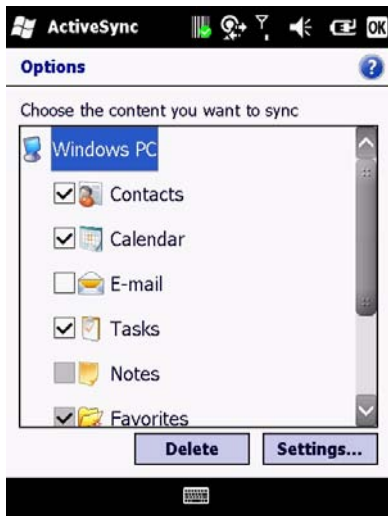 ActiveSync
OK
Options
?
Choose the content you want to sync
Windows PC
Contacts
Calendar
E-mail
Tasks
Notes
Favorites
Delete Settings...